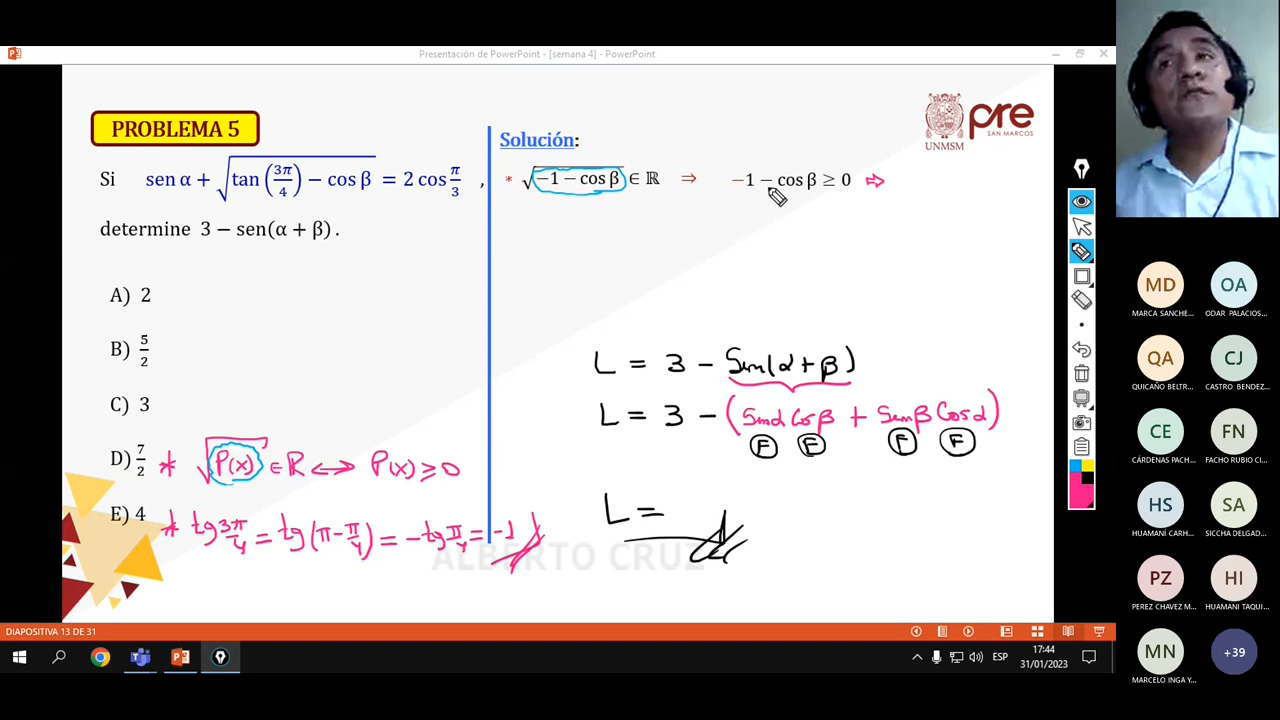 Presentación de PowerPoint - [semana 4] - PowerPoint
PROBLEMA 5
Si sen α + √(tan(3π/4) − cos β) = 2 cos π/3 ,
determine 3 − sen(α + β) .
A) 2
B) 5/2
C) 3
D) 7/2
E) 4
* √P(x) ∈ ℝ ↔ P(x) ≥ 0
* tg 3π/4 = tg(π − π/4) = − tg π/4 = −1
Solución:
* √(−1 − cos β) ∈ ℝ ⇒ −1 − cos β ≥ 0 ⇨
L = 3 − Sen(α + β)
L = 3 − (Senα Cosβ + Senβ Cosα)
F F F F
L =
ALBERTO CRUZ
UNMSM
pre
SAN MARCOS
DIAPOSITIVA 13 DE 31
ESP
17:44
31/01/2023
MD
MARCA SANCHE...
OA
ODAR PALACIOS...
QA
QUICAÑO BELTR...
CJ
CASTRO BENDEZ...
CE
CÁRDENAS PACH...
FN
FACHO RUBIO CI...
HS
HUAMANÍ CARH...
SA
SICCHA DELGAD...
PZ
PEREZ CHAVEZ M...
HI
HUAMANI TAQUI...
MN
MARCELO INGA Y...
+39